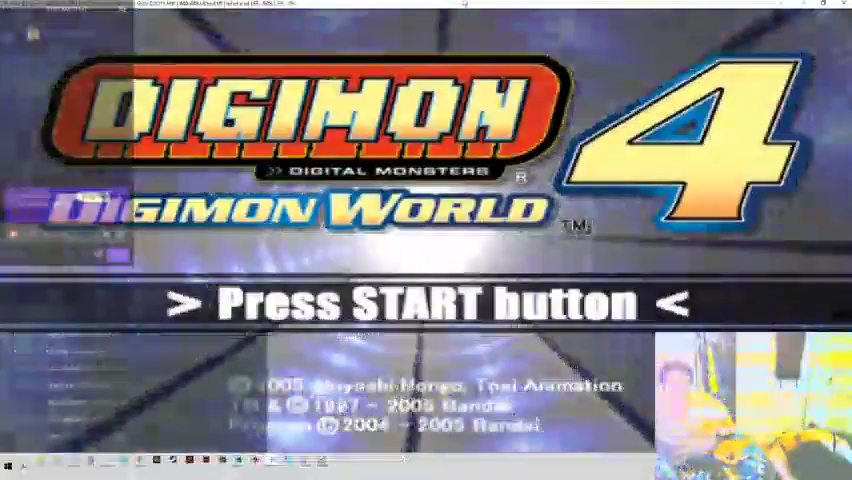 DIGIMON 4
>> DIGITAL MONSTERS ®
DIGIMON WORLD ™
> Press START button <
© 2005 Akiyoshi Hongo, Toei Animation
TM & © 1997 - 2005 Bandai.
Program © 2004 - 2005 Bandai.